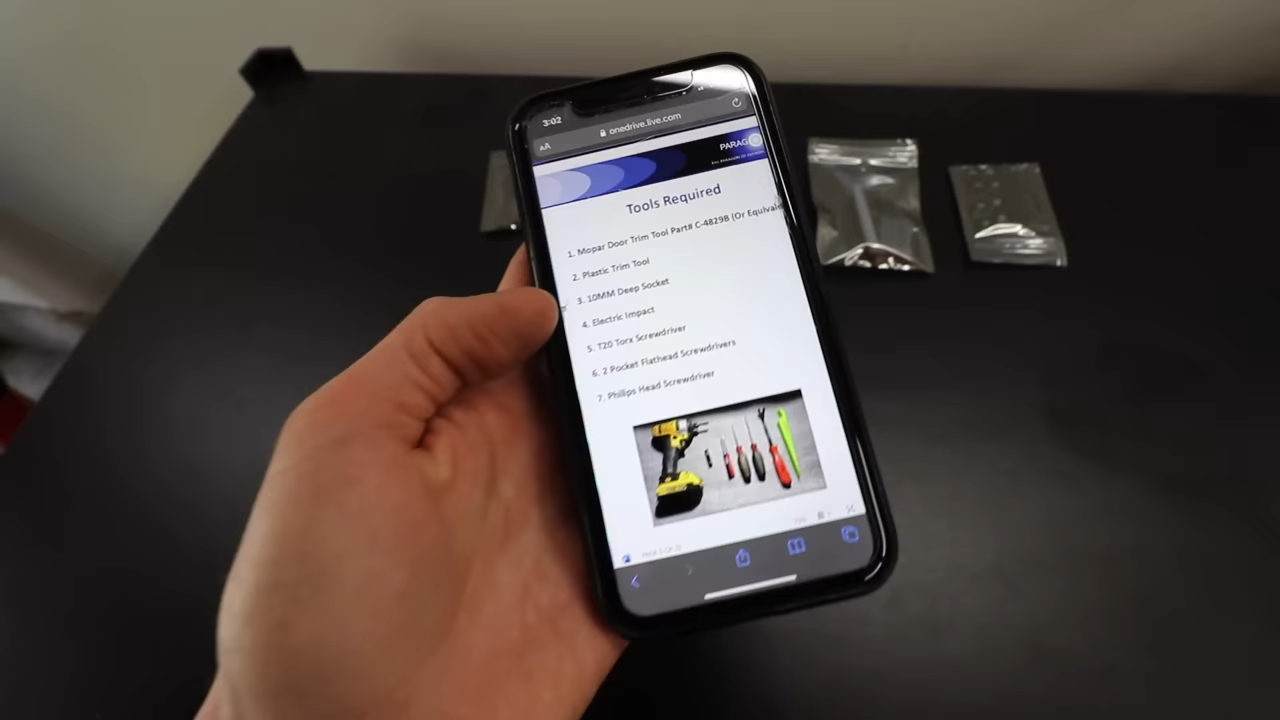 3:02
AA onedrive.live.com
PARAG
Tools Required
1. Mopar Door Trim Tool Part# C-4829B (Or Equivale
2. Plastic Trim Tool
3. 10MM Deep Socket
4. Electric Impact
5. T20 Torx Screwdriver
6. 2 Pocket Flathead Screwdrivers
7. Philips Head Screwdriver